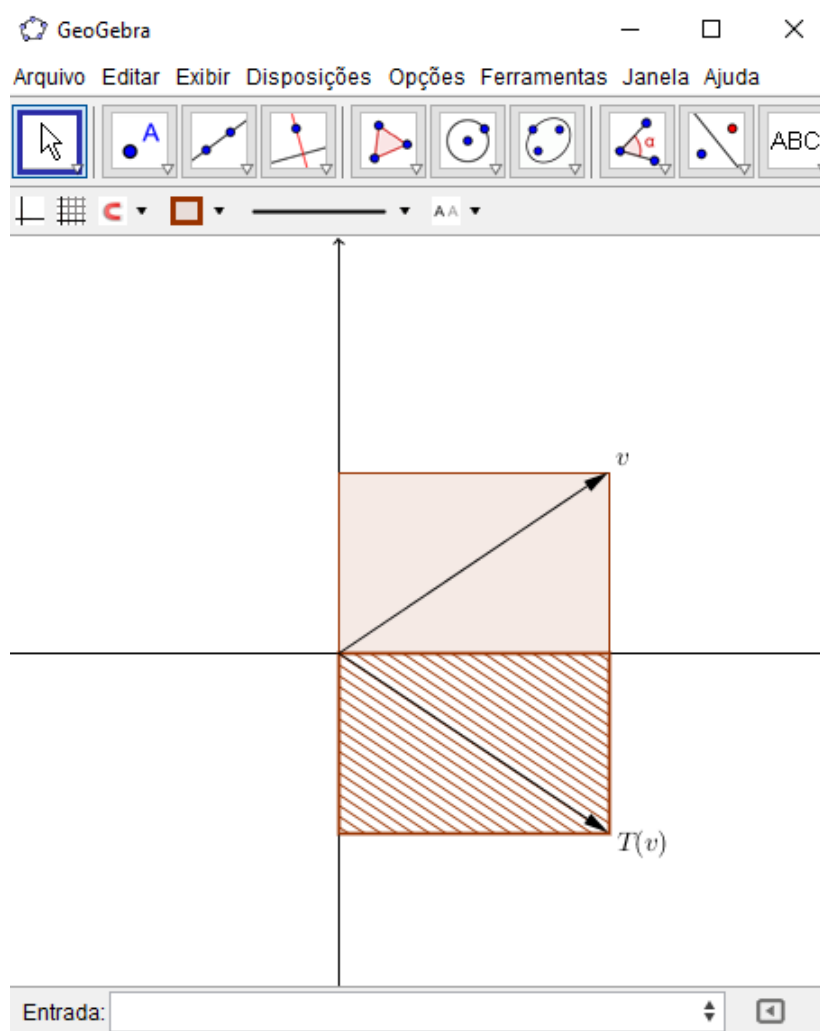 GeoGebra
Arquivo Editar Exibir Disposições Opções Ferramentas Janela Ajuda
A
α
ABC
AA
v
T(v)
Entrada: